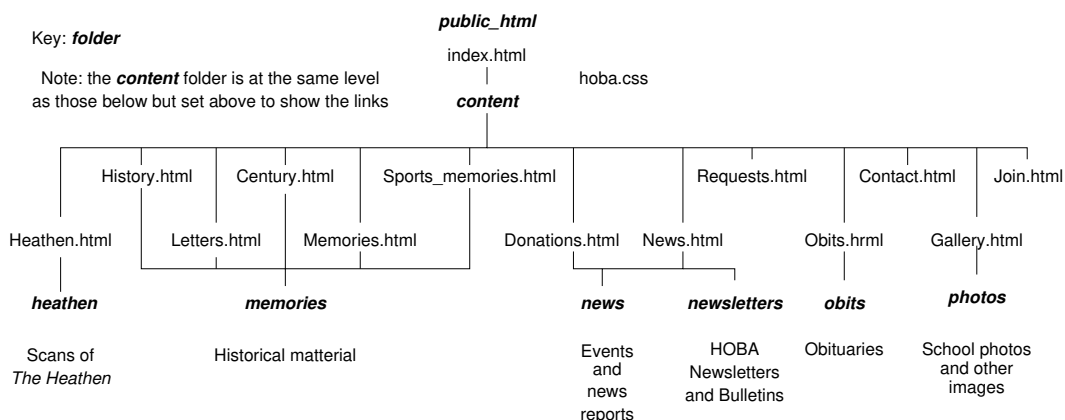 public_html
Key: folder
index.html
Note: the content folder is at the same level
as those below but set above to show the links
hoba.css
content
History.html
Century.html
Sports_memories.html
Requests.html
Contact.html
Join.html
Heathen.html
Letters.html
Memories.html
Donations.html
News.html
Obits.hrml
Gallery.html
heathen
memories
news
newsletters
obits
photos
Scans of
The Heathen
Historical matterial
Events
and
news
reports
HOBA
Newsletters
and Bulletins
Obituaries
School photos
and other
images